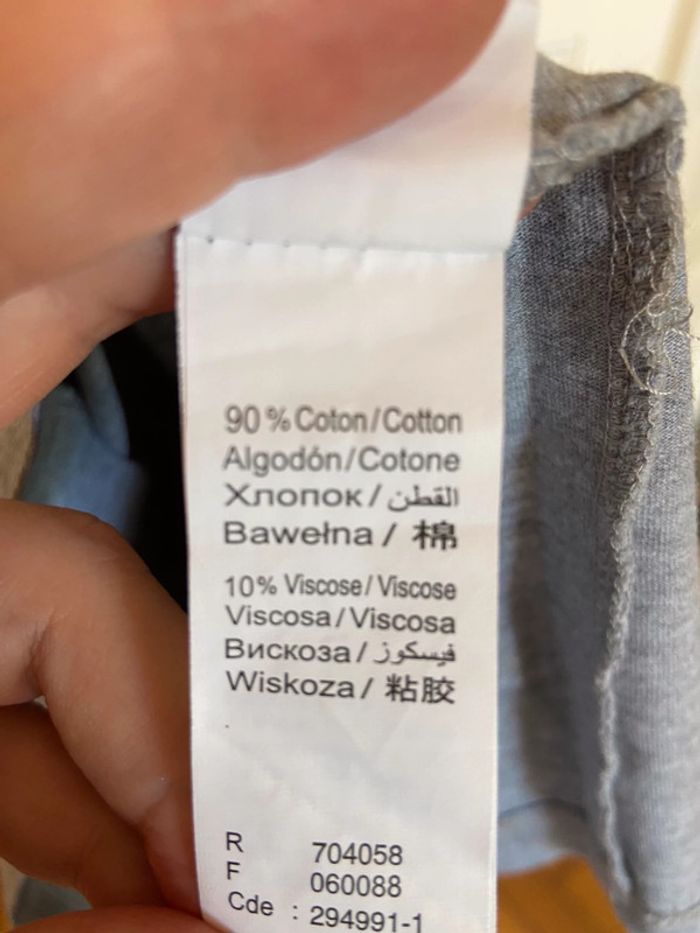 90 % Coton/Cotton
Algodón/Cotone
Хлопок/القطن
Bawełna/棉
10% Viscose/Viscose
Viscosa/Viscosa
Вискоза/فيسكوز
Wiskoza/粘胶
R 704058
F 060088
Cde : 294991-1